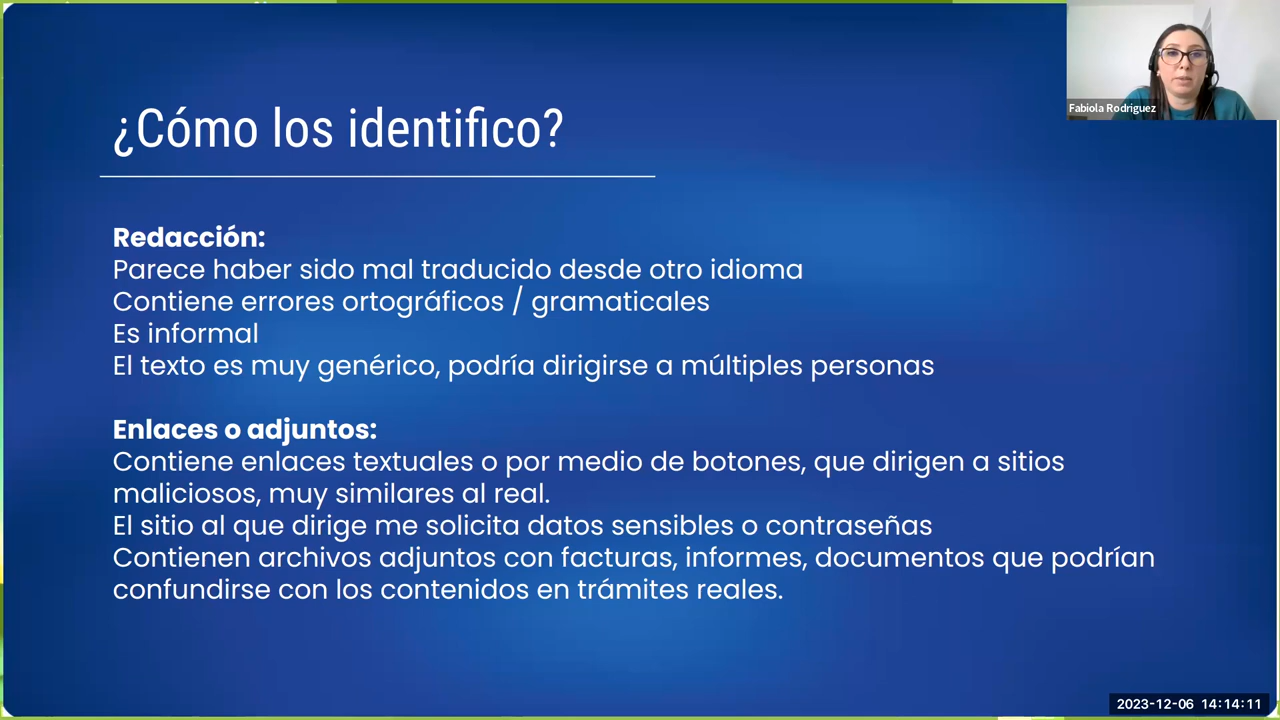 Fabiola Rodriguez
¿Cómo los identifico?
Redacción:
Parece haber sido mal traducido desde otro idioma
Contiene errores ortográficos / gramaticales
Es informal
El texto es muy genérico, podría dirigirse a múltiples personas
Enlaces o adjuntos:
Contiene enlaces textuales o por medio de botones, que dirigen a sitios
maliciosos, muy similares al real.
El sitio al que dirige me solicita datos sensibles o contraseñas
Contienen archivos adjuntos con facturas, informes, documentos que podrían
confundirse con los contenidos en trámites reales.
2023-12-06 14:14:11